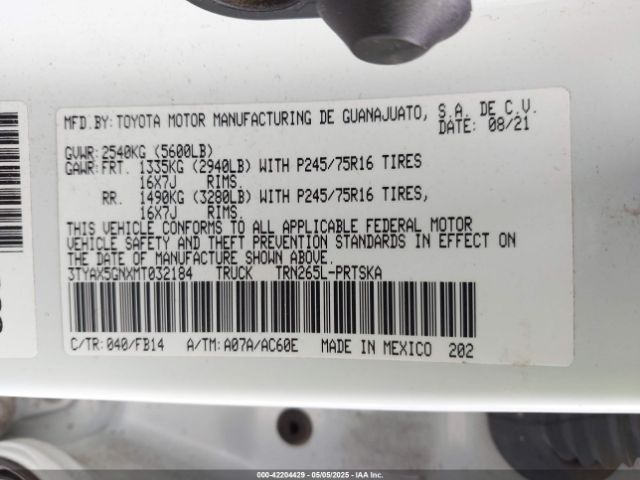 MFD.BY: TOYOTA MOTOR MANUFACTURING DE GUANAJUATO, S.A. DE C.V.
DATE: 08/21
GVWR: 2540KG (5600LB)
GAWR: FRT. 1335KG (2940LB) WITH P245/75R16 TIRES
16X7J RIMS.
RR. 1490KG (3280LB) WITH P245/75R16 TIRES,
16X7J RIMS.
THIS VEHICLE CONFORMS TO ALL APPLICABLE FEDERAL MOTOR
VEHICLE SAFETY AND THEFT PREVENTION STANDARDS IN EFFECT ON
THE DATE OF MANUFACTURE SHOWN ABOVE.
3TYAX5GNXMT032184 TRUCK TRN265L-PRTSKA
C/TR: 040/FB14 A/TM: A07A/AC60E MADE IN MEXICO 202
000-42204429 - 05/05/2025 - IAA Inc.